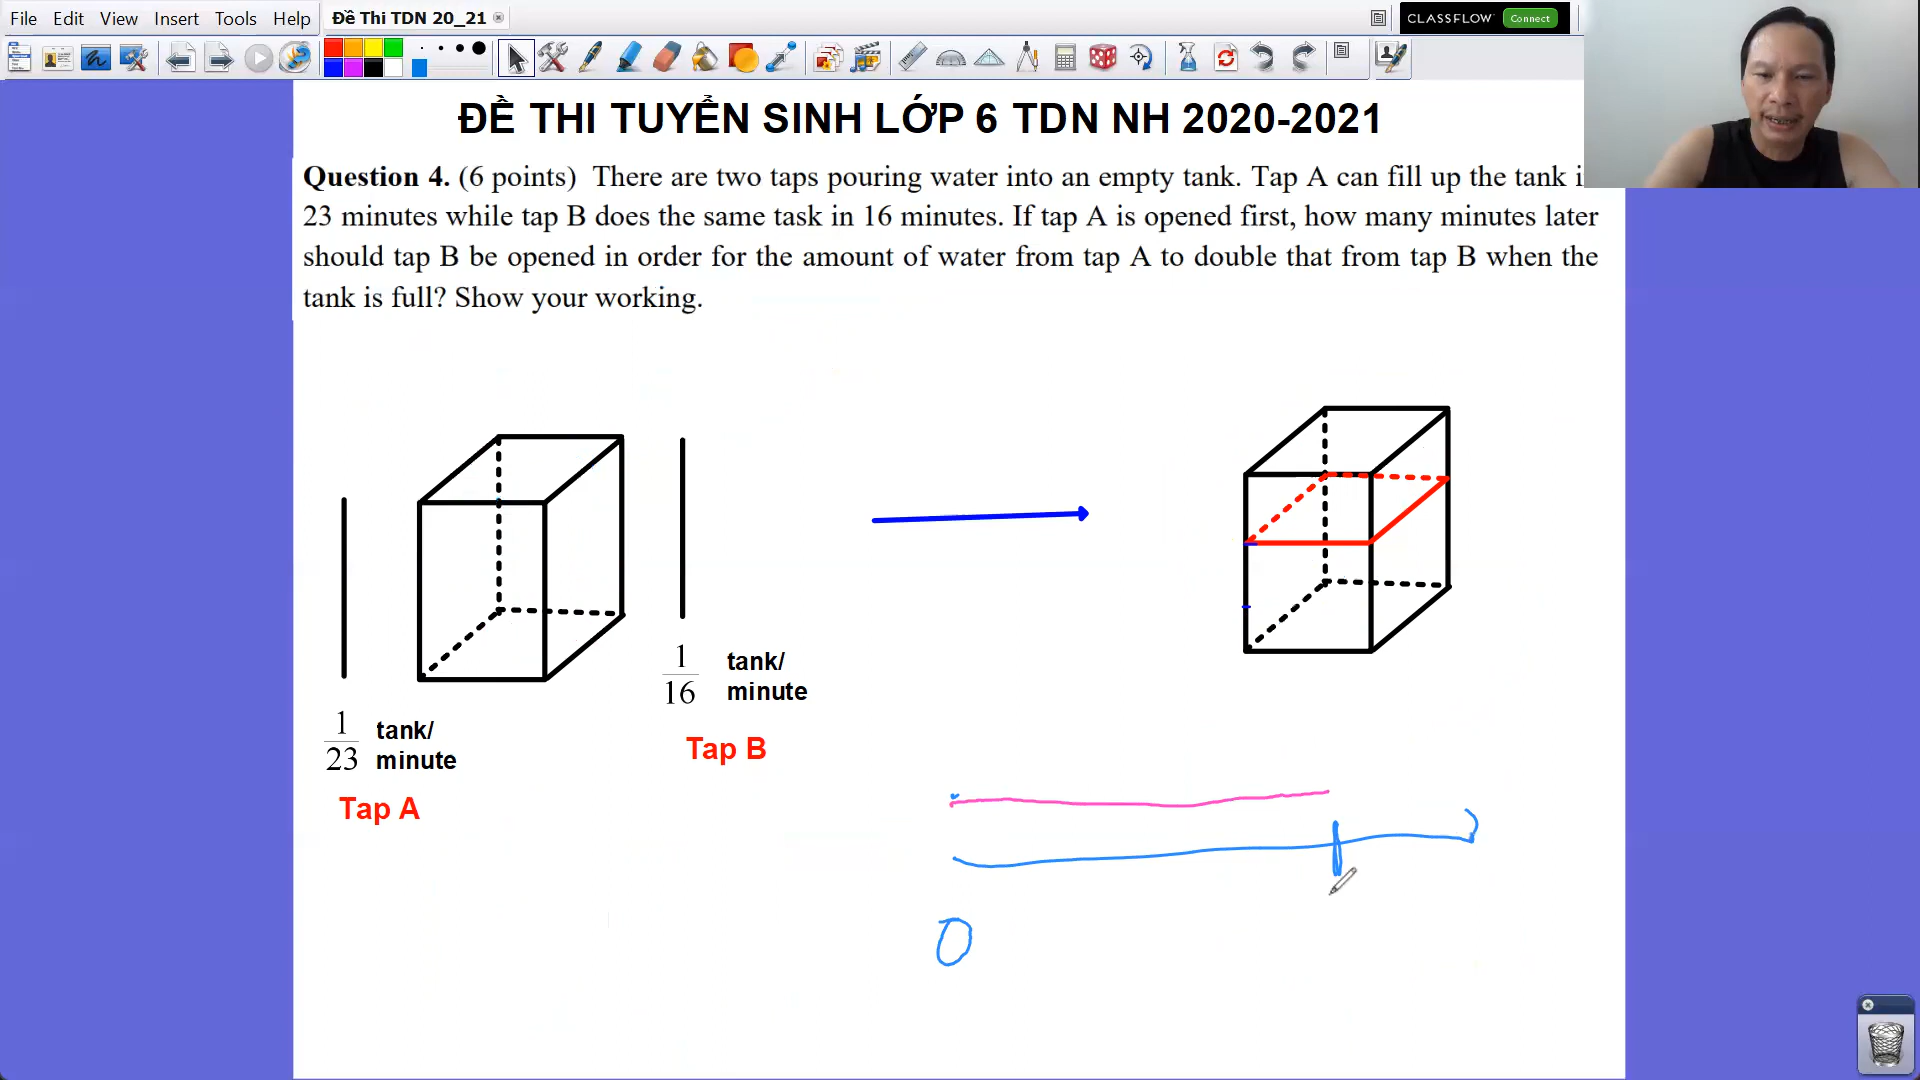 File Edit View Insert Tools Help Đề Thi TDN 20_21
CLASSFLOW Connect
ĐỀ THI TUYỂN SINH LỚP 6 TDN NH 2020-2021
Question 4. (6 points) There are two taps pouring water into an empty tank. Tap A can fill up the tank i
23 minutes while tap B does the same task in 16 minutes. If tap A is opened first, how many minutes later
should tap B be opened in order for the amount of water from tap A to double that from tap B when the
tank is full? Show your working.
1/16 tank/
minute
Tap B
1/23 tank/
minute
Tap A
0